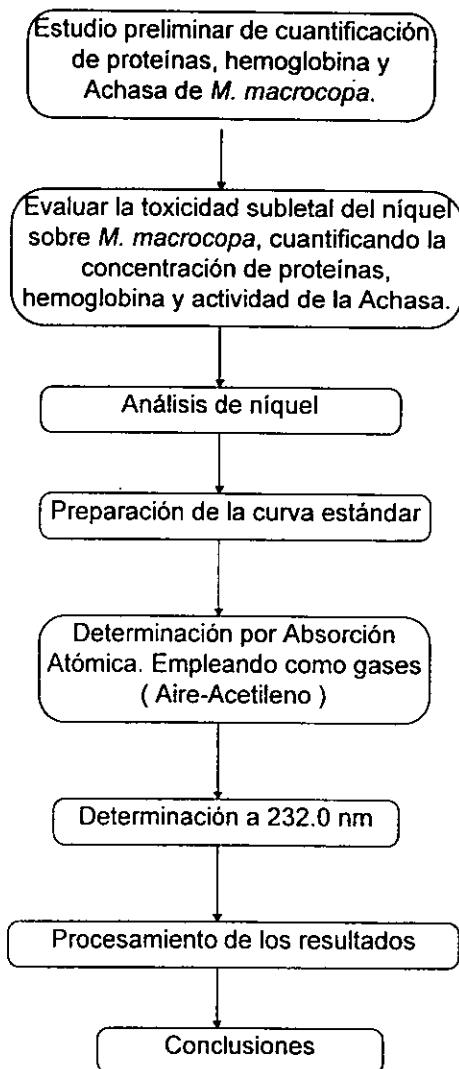 Estudio preliminar de cuantificación
de proteínas, hemoglobina y
Achasa de M. macrocopa.
Evaluar la toxicidad subletal del níquel
sobre M. macrocopa, cuantificando la
concentración de proteínas,
hemoglobina y actividad de la Achasa.
Análisis de níquel
Preparación de la curva estándar
Determinación por Absorción
Atómica. Empleando como gases
( Aire-Acetileno )
Determinación a 232.0 nm
Procesamiento de los resultados
Conclusiones